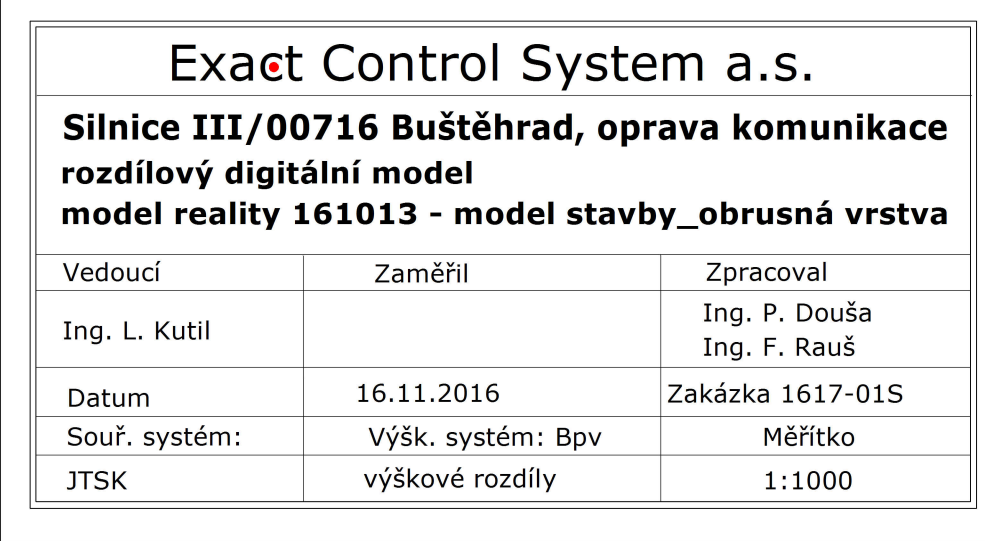 Exact Control System a.s.
Silnice III/00716 Buštěhrad, oprava komunikace
rozdílový digitální model
model reality 161013 - model stavby_obrusná vrstva
Vedoucí Zaměřil Zpracoval
Ing. L. Kutil Ing. P. Douša
Ing. F. Rauš
Datum 16.11.2016 Zakázka 1617-01S
Souř. systém: Výšk. systém: Bpv Měřítko
JTSK výškové rozdíly 1:1000